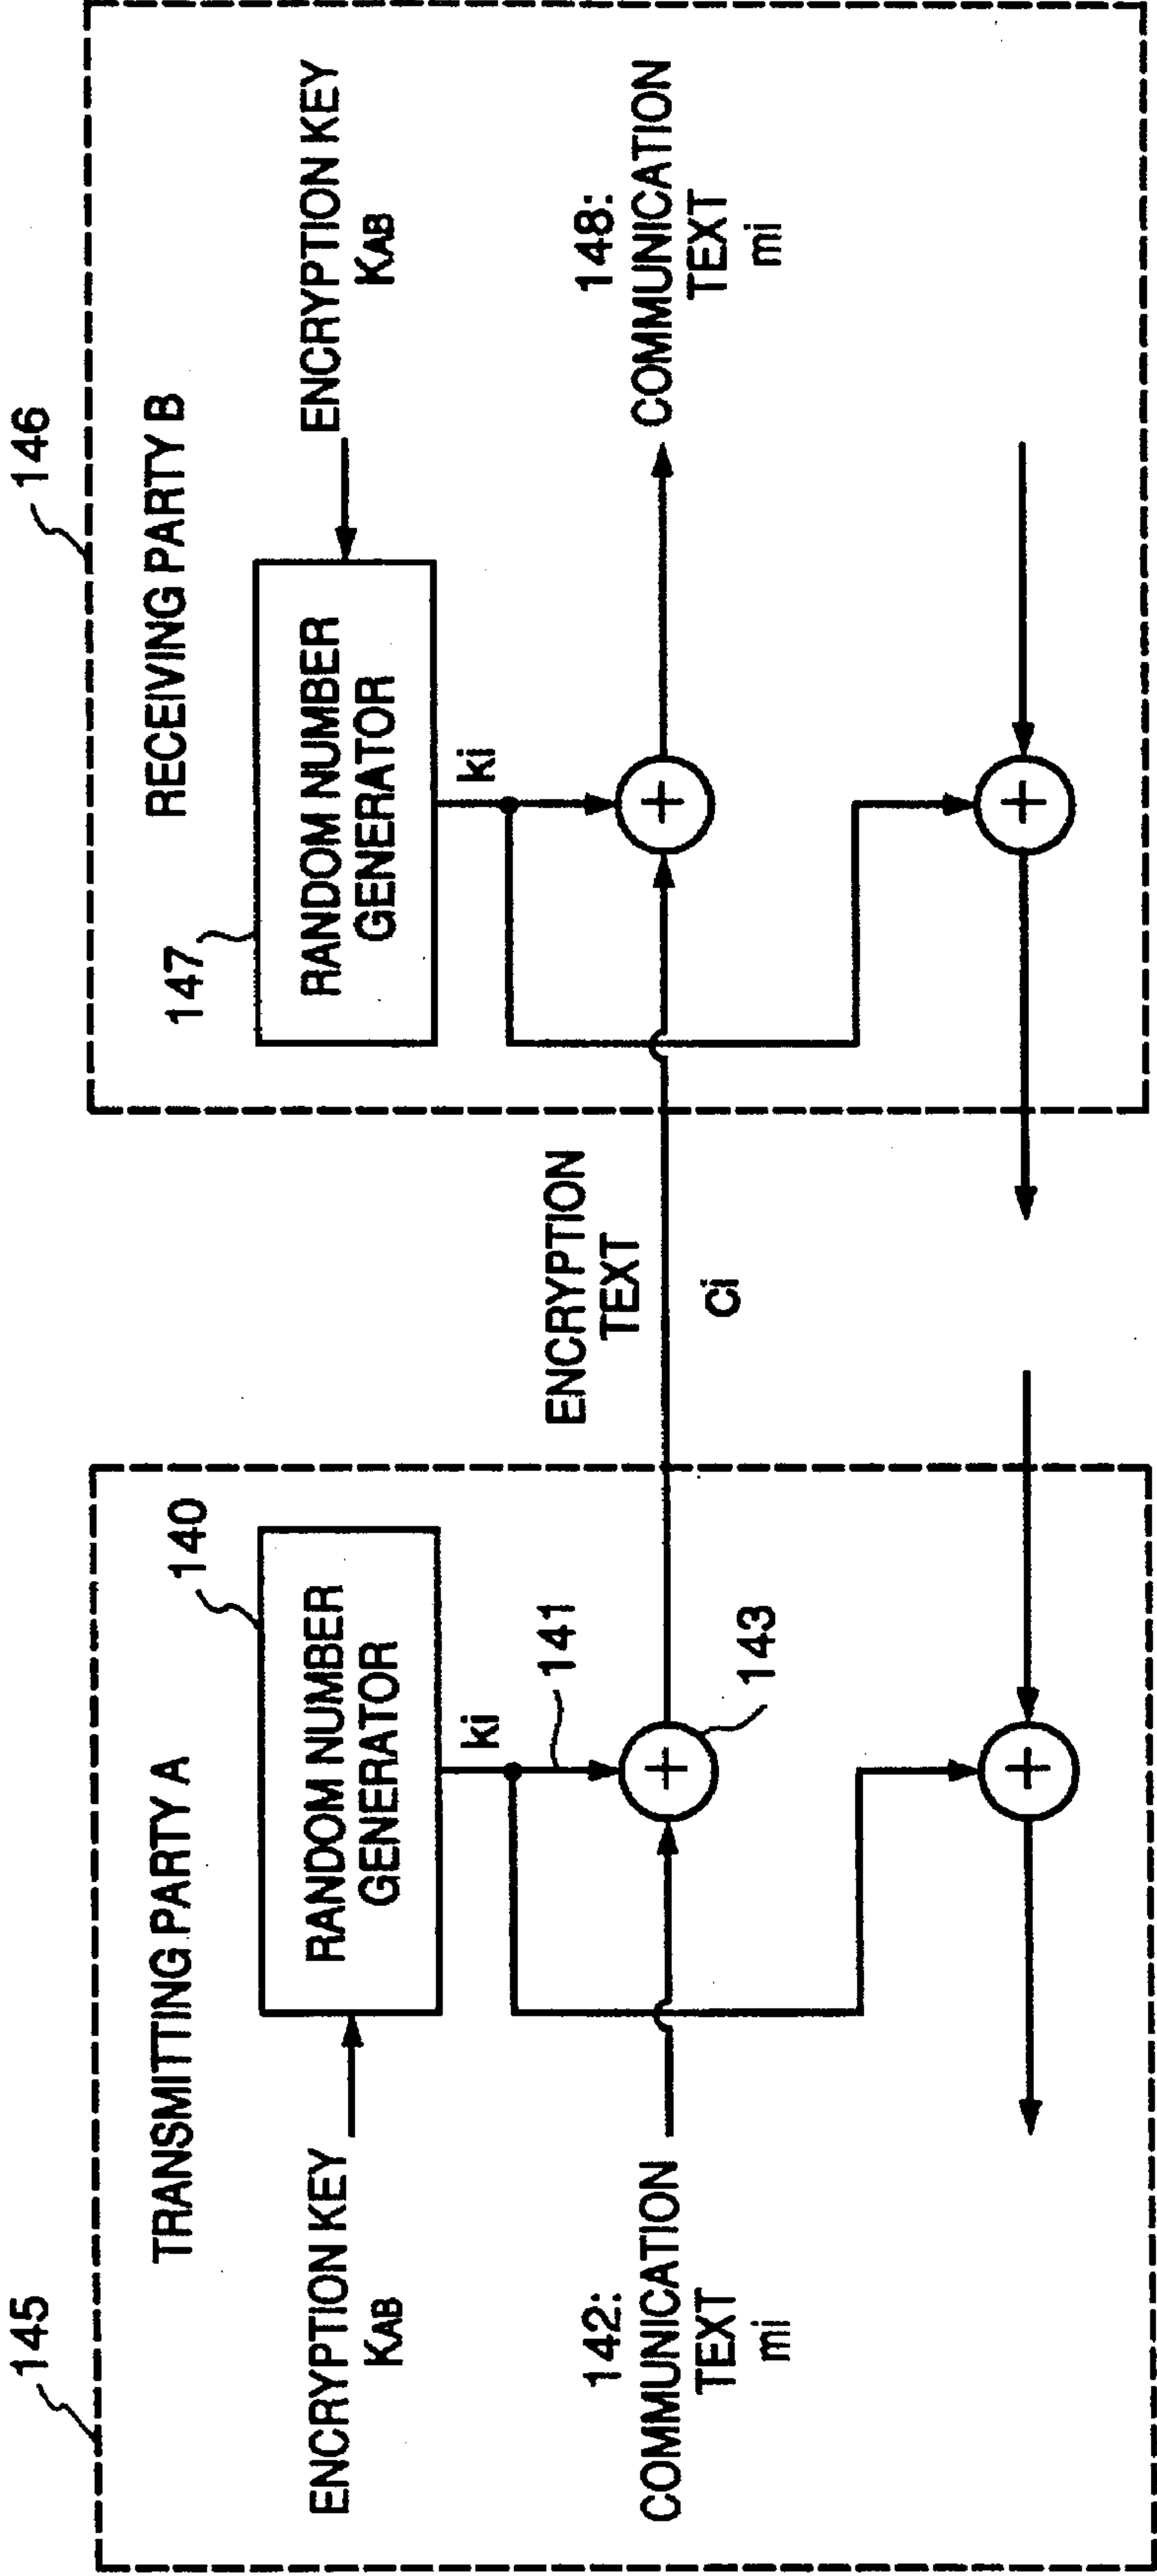 145
TRANSMITTING PARTY A
140
ENCRYPTION KEY
KAB
RANDOM NUMBER
GENERATOR
ki
141
142:
COMMUNICATION
TEXT
mi
+
143
+
ENCRYPTION
TEXT
Ci
146
RECEIVING PARTY B
147
RANDOM NUMBER
GENERATOR
ENCRYPTION KEY
KAB
ki
+
148:
COMMUNICATION
TEXT
mi
+